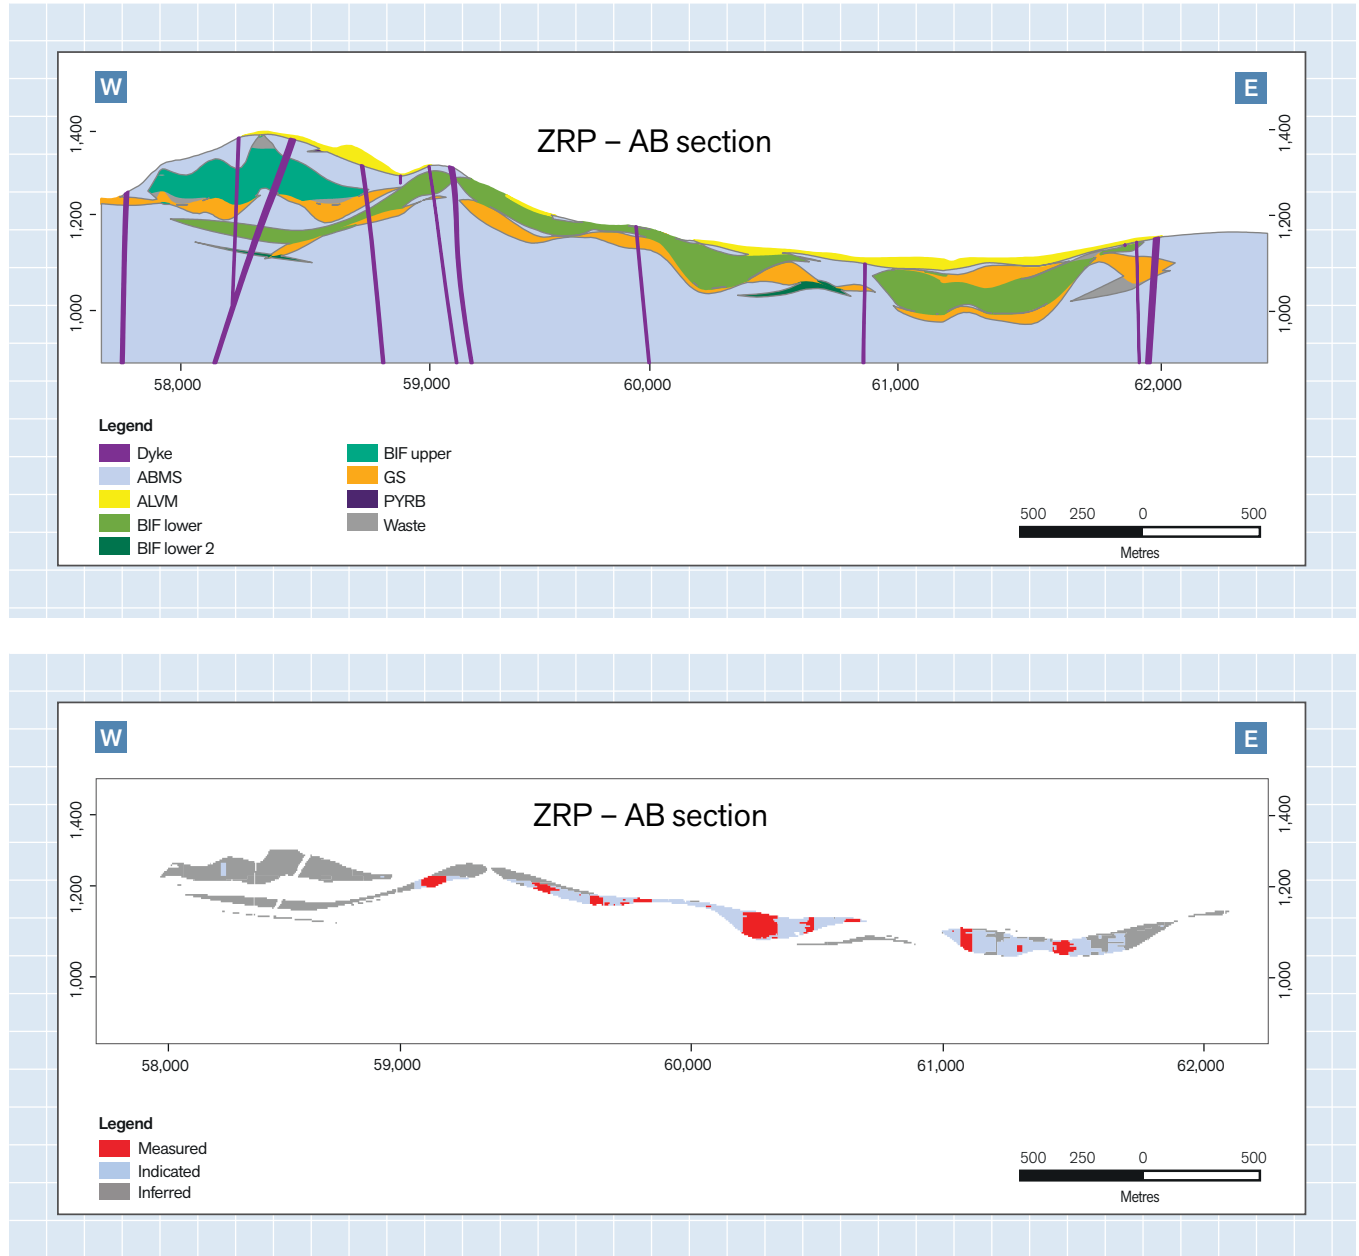 W
E
ZRP – AB section
1,400
1,200
1,000
1,400
1,200
1,000
58,000 59,000 60,000 61,000 62,000
Legend
Dyke
ABMS
ALVM
BIF lower
BIF lower 2
BIF upper
GS
PYRB
Waste
500 250 0 500
Metres
W
E
ZRP – AB section
1,400
1,200
1,000
1,400
1,200
1,000
58,000 59,000 60,000 61,000 62,000
Legend
Measured
Indicated
Inferred
500 250 0 500
Metres